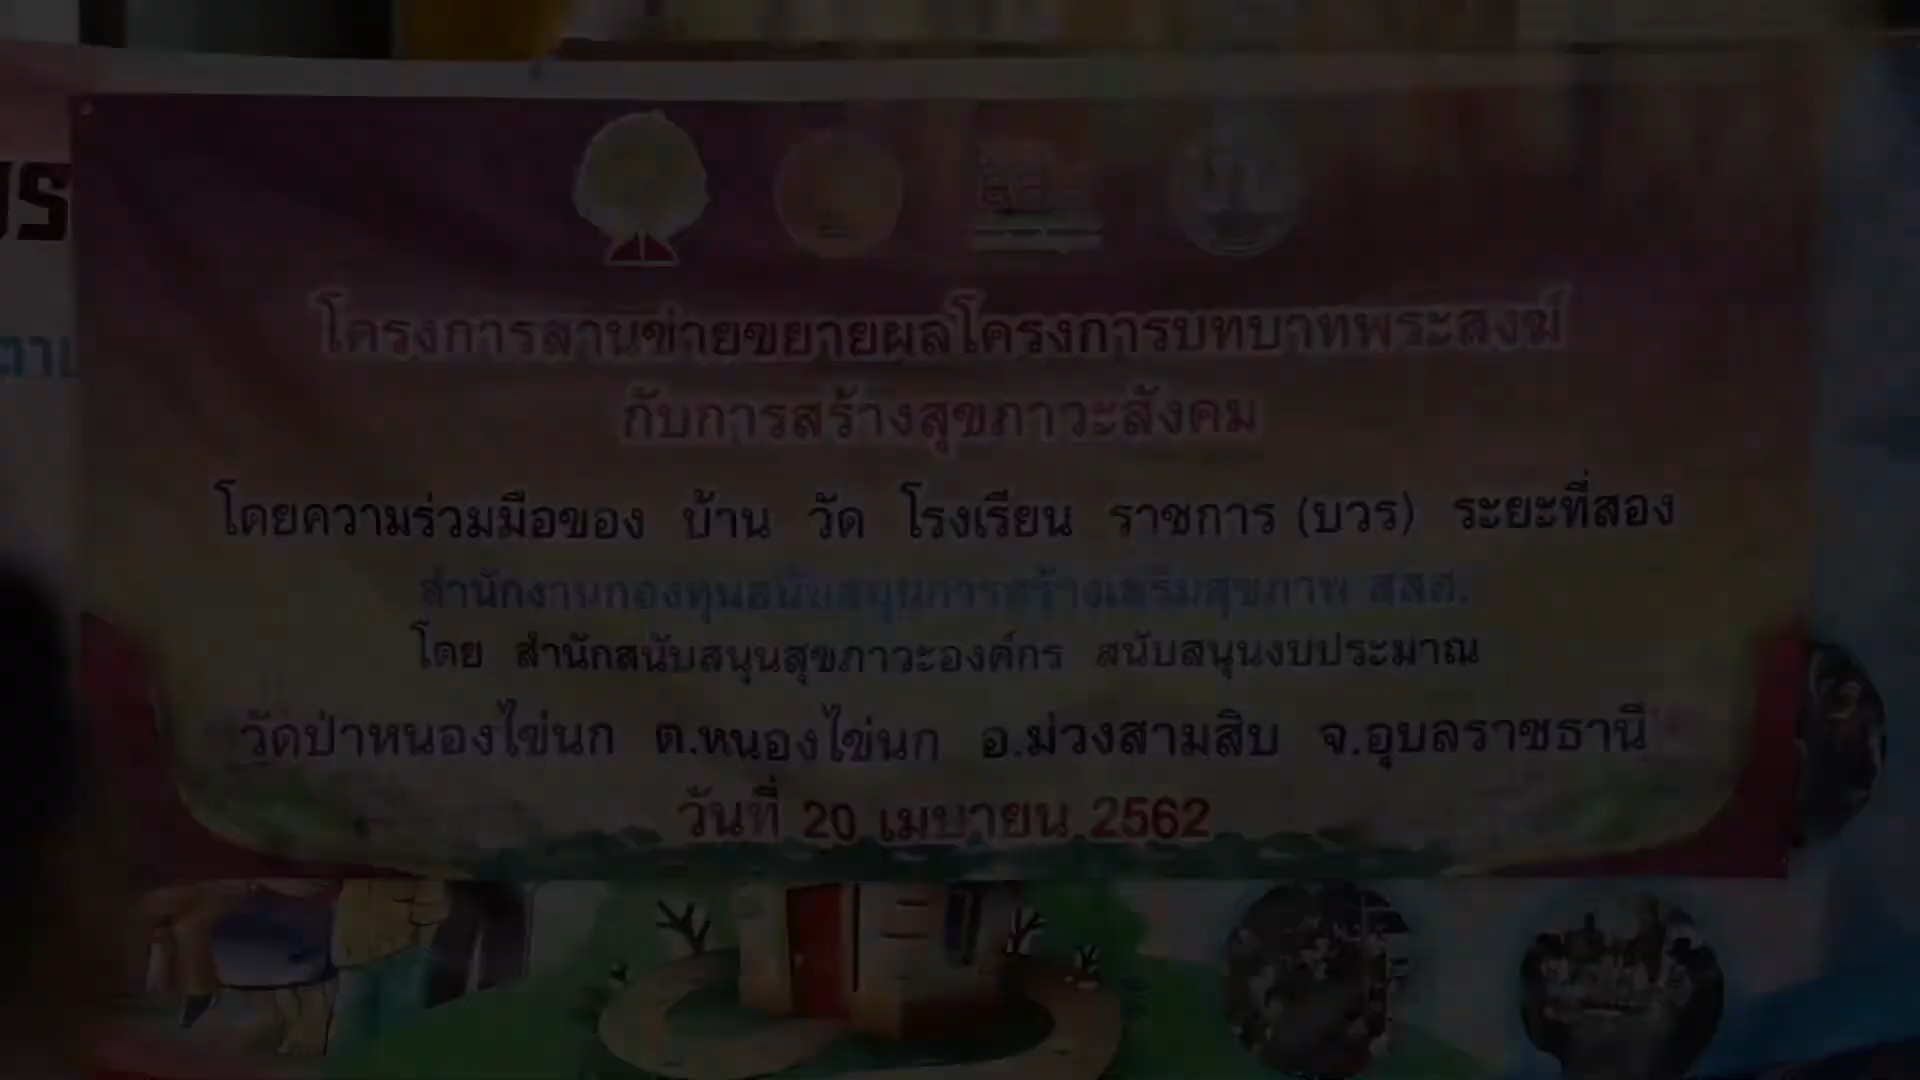 โครงการสานข่ายขยายผลโครงการบทบาทพระสงฆ์
กับการสร้างสุขภาวะสังคม
โดยความร่วมมือของ บ้าน วัด โรงเรียน ราชการ (บวร) ระยะที่สอง
สำนักงานกองทุนสนับสนุนการสร้างเสริมสุขภาพ สสส.
โดย สำนักสนับสนุนสุขภาวะองค์กร สนับสนุนงบประมาณ
วัดป่าหนองไข่นก ต.หนองไข่นก อ.ม่วงสามสิบ จ.อุบลราชธานี
วันที่ 20 เมษายน 2562